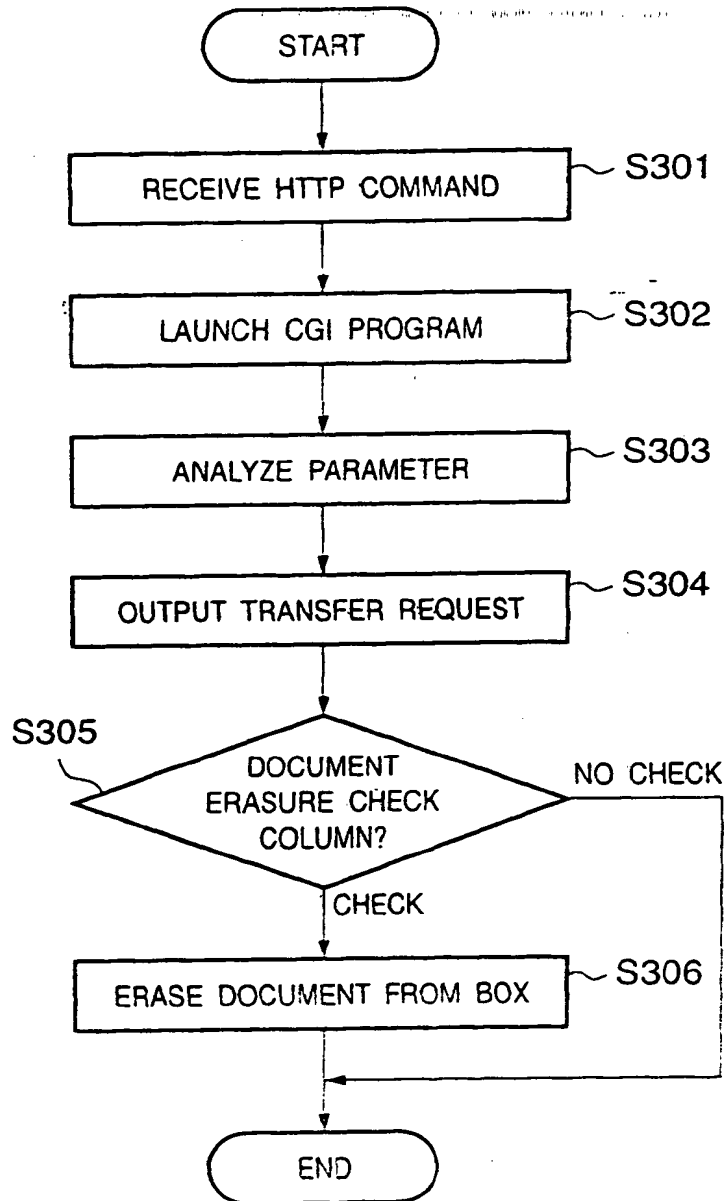 START
RECEIVE HTTP COMMAND
S301
LAUNCH CGI PROGRAM
S302
ANALYZE PARAMETER
S303
OUTPUT TRANSFER REQUEST
S304
S305
DOCUMENT
ERASURE CHECK
COLUMN?
NO CHECK
CHECK
ERASE DOCUMENT FROM BOX
S306
END